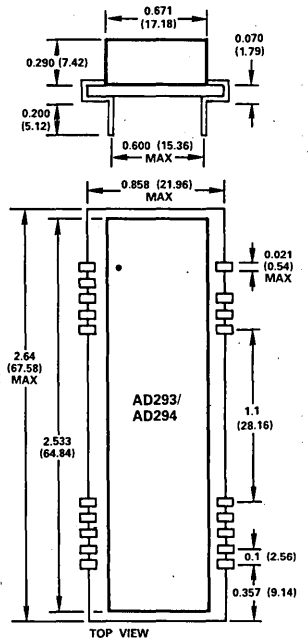 0.671
(17.18)
0.290 (7.42)
0.070
(1.79)
0.200
(5.12)
0.600 (15.36)
MAX
0.858 (21.96)
MAX
0.021
(0.54)
MAX
2.64
(67.58)
MAX
AD293/
AD294
1.1
(28.16)
2.533
(64.84)
0.1 (2.56)
0.357 (9.14)
TOP VIEW